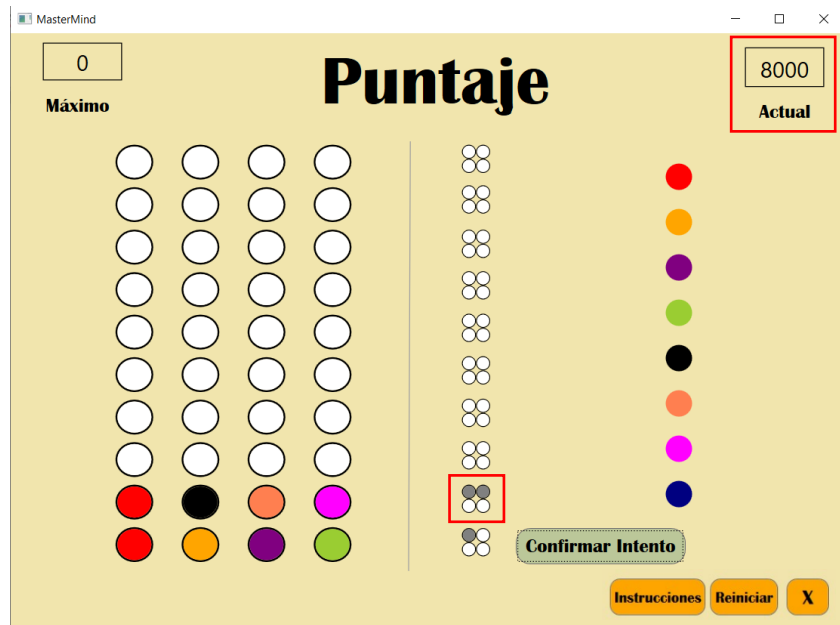 MasterMind
0
Máximo
Puntaje
8000
Actual
Confirmar Intento
Instrucciones
Reiniciar
X